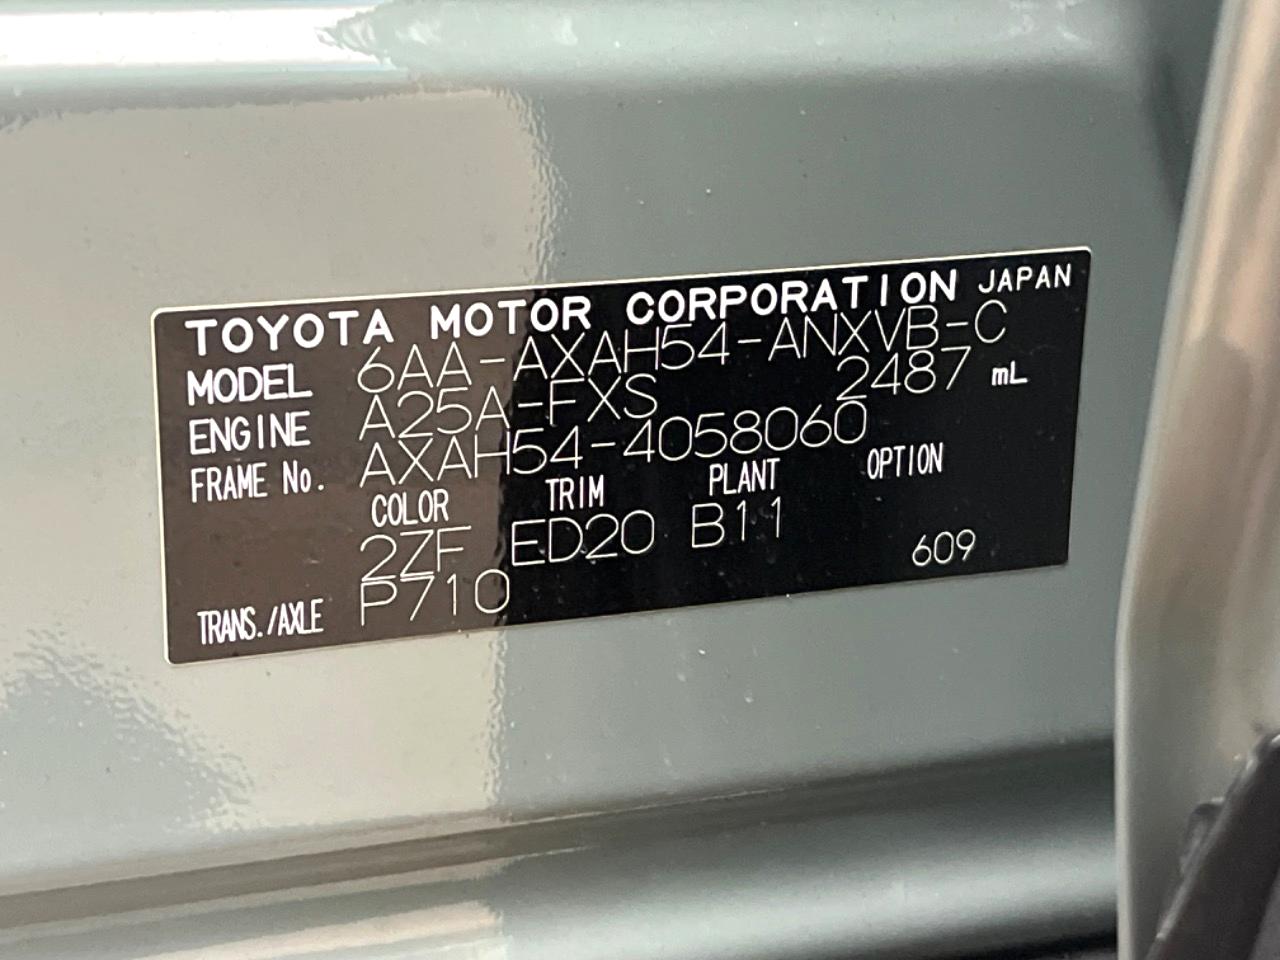 TOYOTA MOTOR CORPORATION JAPAN
MODEL 6AA-AXAH54-ANXVB-C
ENGINE A25A-FXS 2487 mL
FRAME No. AXAH54-4058060
COLOR TRIM PLANT OPTION
2ZF ED20 B11
TRANS./AXLE P710 609